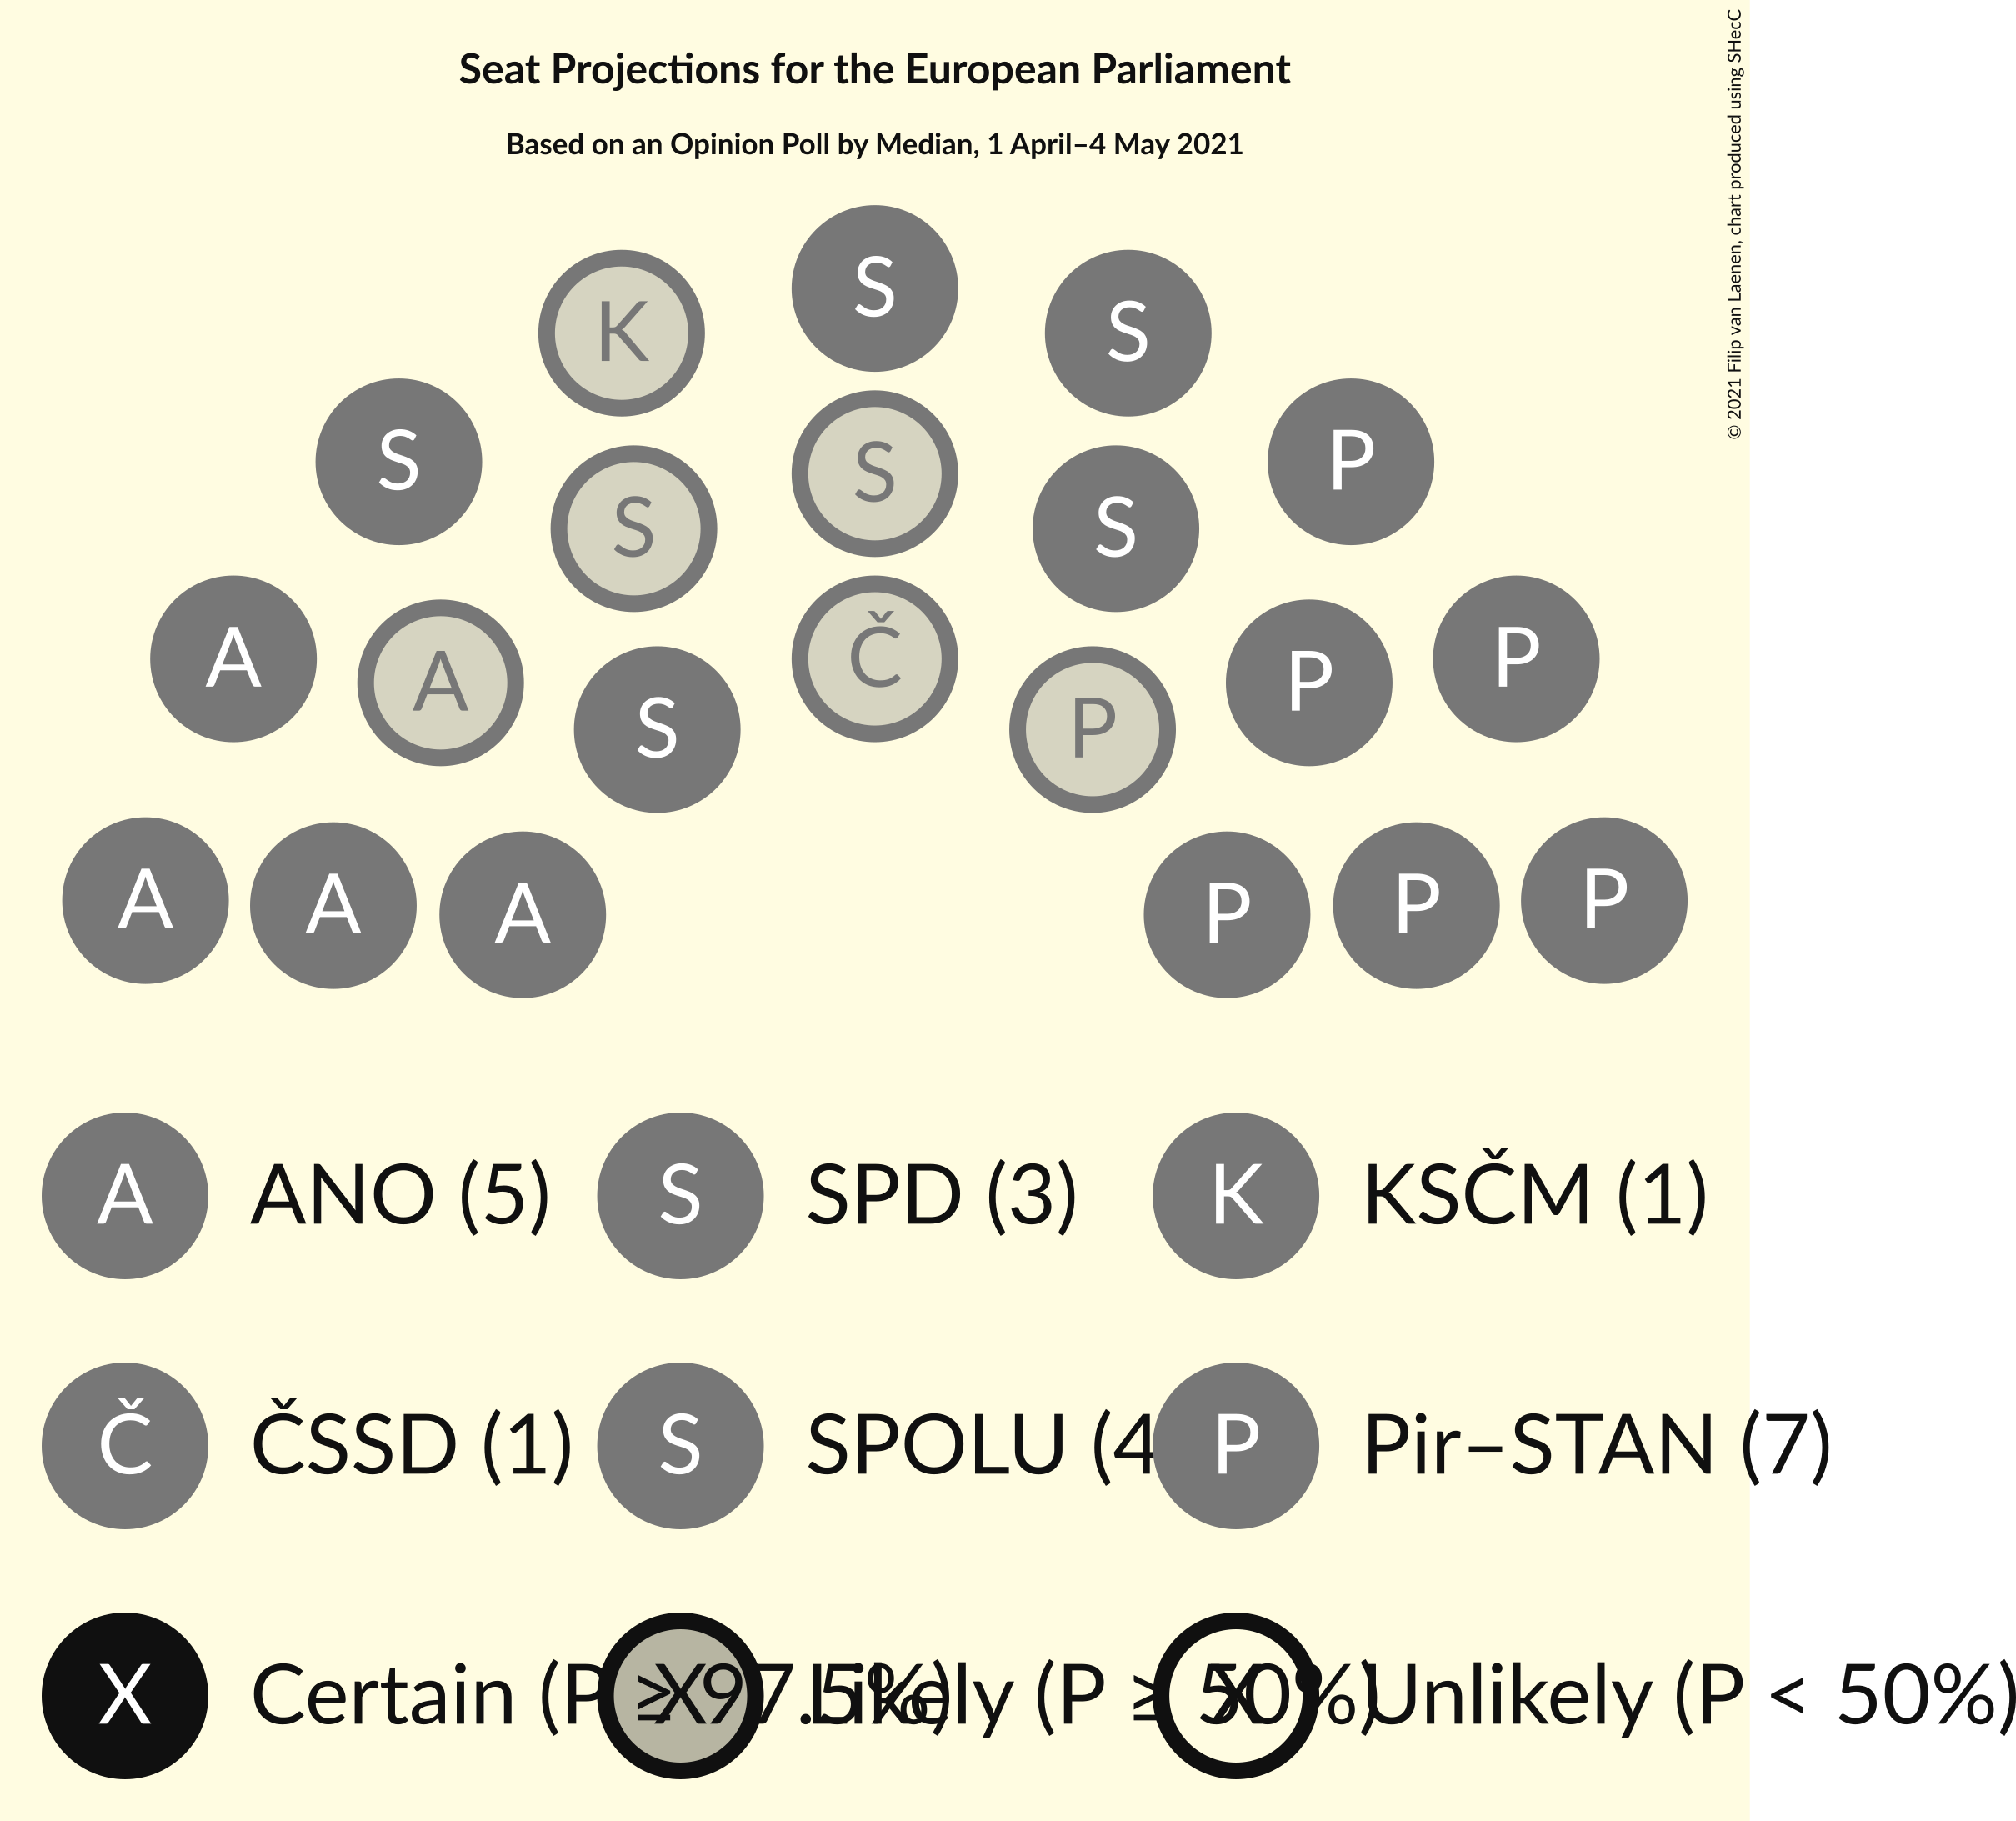 Seat Projections for the European Parliament
Based on an Opinion Poll by Median, 1 April–4 May 2021
© 2021 Filip van Laenen, chart produced using SHecC
S
K S
S P
S
S S
A P
Č
A P
S P
A P
A P
A P
A ANO (5) S SPD (3) K KSČM (1)
Č ČSSD (1) S SPOLU (4 P Pir–STAN (7)
X Certain (P ≥ 97.5%) X Likely (P ≥ 50%) X Unlikely (P < 50%)